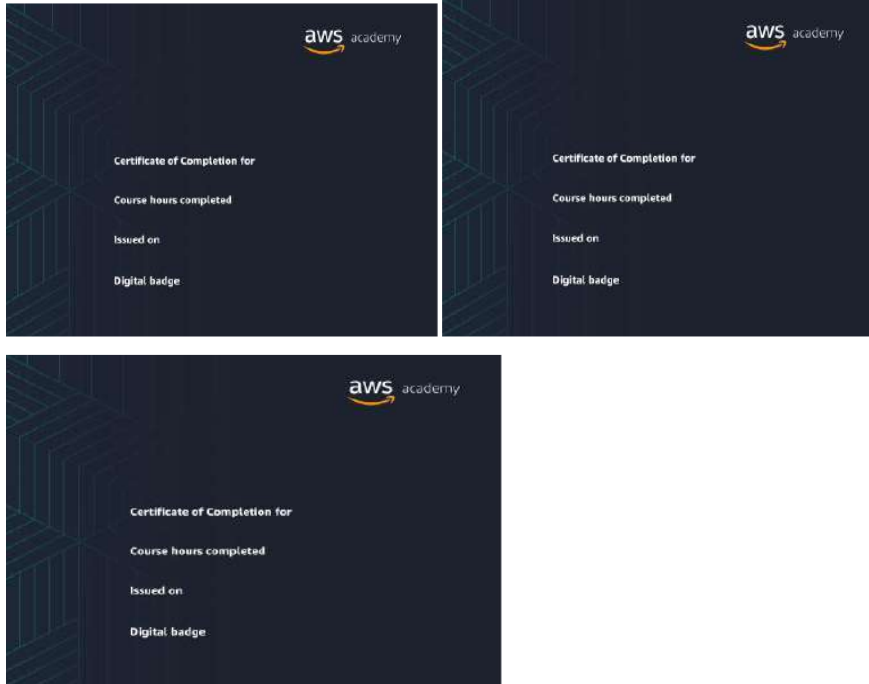 aws academy
Certificate of Completion for
Course hours completed
Issued on
Digital badge
aws academy
Certificate of Completion for
Course hours completed
Issued on
Digital badge
aws academy
Certificate of Completion for
Course hours completed
Issued on
Digital badge